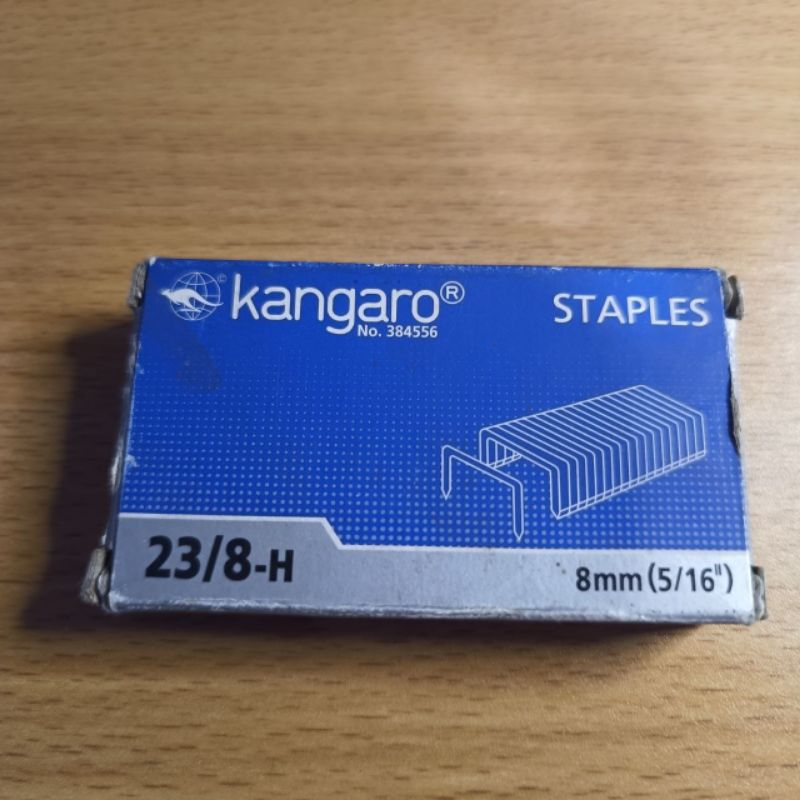 © kangaro®
No. 384556
STAPLES
23/8-H
8mm (5/16")